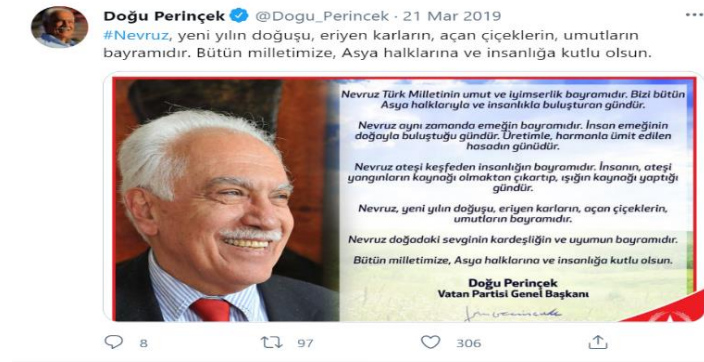 Doğu Perinçek @Dogu_Perincek · 21 Mar 2019
#Nevruz, yeni yılın doğuşu, eriyen karların, açan çiçeklerin, umutların
bayramıdır. Bütün milletimize, Asya halklarına ve insanlığa kutlu olsun.
Nevruz Türk Milletinin umut ve iyimserlik bayramıdır. Bizi bütün
Asya halklarıyla ve insanlıkla buluşturan gündür.
Nevruz aynı zamanda emeğin bayramıdır. İnsan emeğinin
doğayla buluştuğu gündür. Üretimle, harmanla ümit edilen
hasadın günüdür.
Nevruz ateşi keşfeden insanlığın bayramıdır. İnsanın, ateşi
yangınların kaynağı olmaktan çıkartıp, ışığın kaynağı yaptığı
gündür.
Nevruz, yeni yılın doğuşu, eriyen karların, açan çiçeklerin,
umutların bayramıdır.
Nevruz doğadaki sevginin kardeşliğin ve uyumun bayramıdır.
Bütün milletimize, Asya halklarına ve insanlığa kutlu olsun.
Doğu Perinçek
Vatan Partisi Genel Başkanı
8 97 306